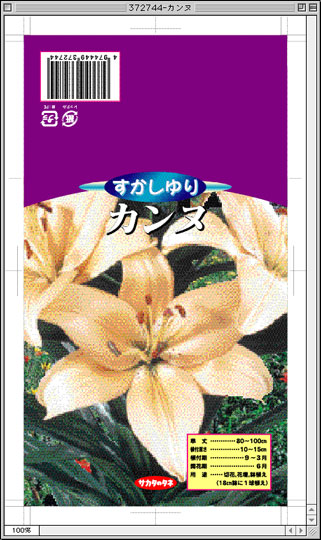 372744-カンヌ
4 974449 372744
紙
プラ
すかしゆり
カンヌ
草　丈 ………… 80〜100cm
植付深さ ………… 10〜15cm
植付期 ………… 9〜3月
開花期 ………… 6月
用　途 …… 切花,花壇,鉢植え
(18cm鉢に1球植え)
サカタのタネ
100%